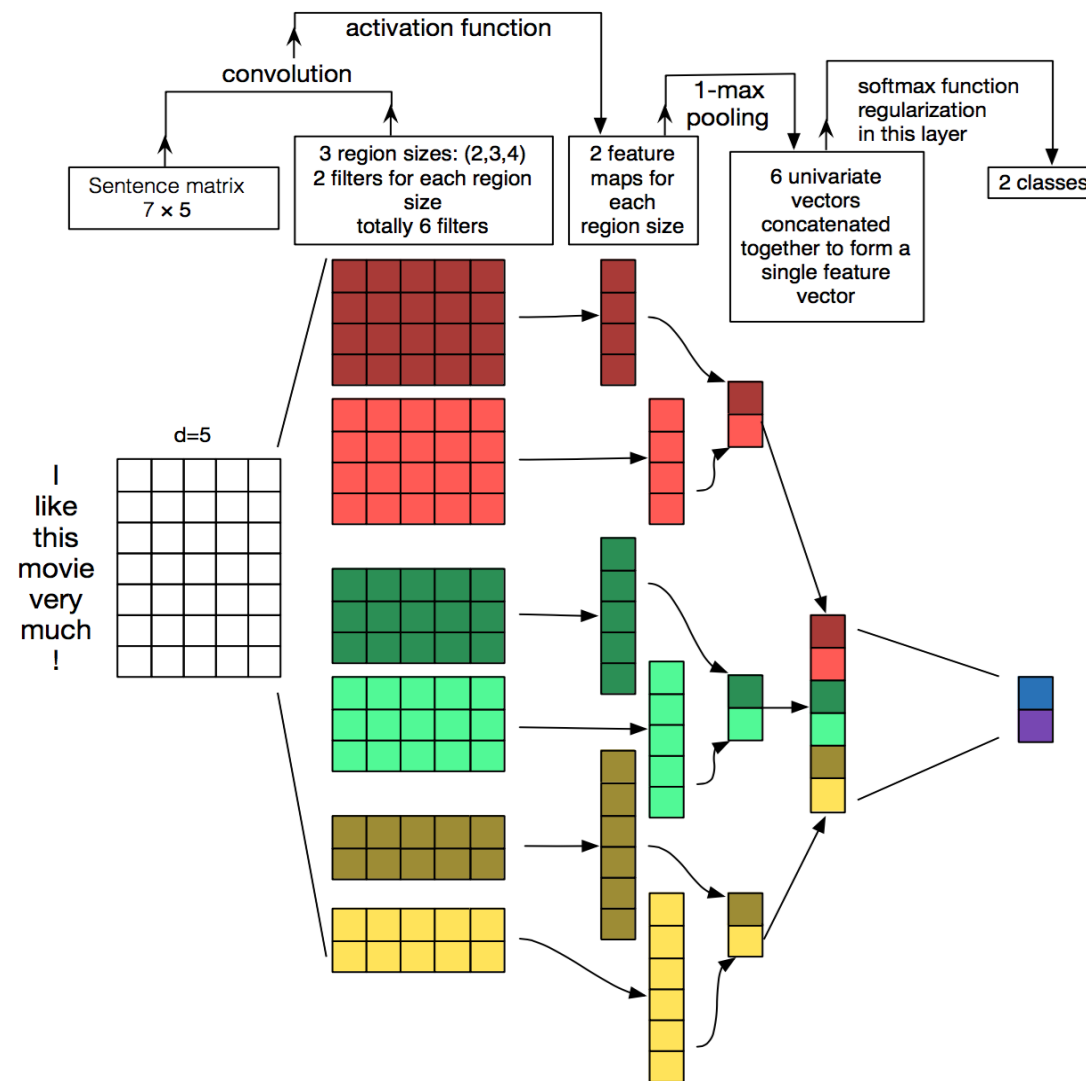 activation function
convolution
1-max
pooling
softmax function
regularization
in this layer
Sentence matrix
7 × 5
3 region sizes: (2,3,4)
2 filters for each region
size
totally 6 filters
2 feature
maps for
each
region size
6 univariate
vectors
concatenated
together to form a
single feature
vector
2 classes
d=5
I
like
this
movie
very
much
!